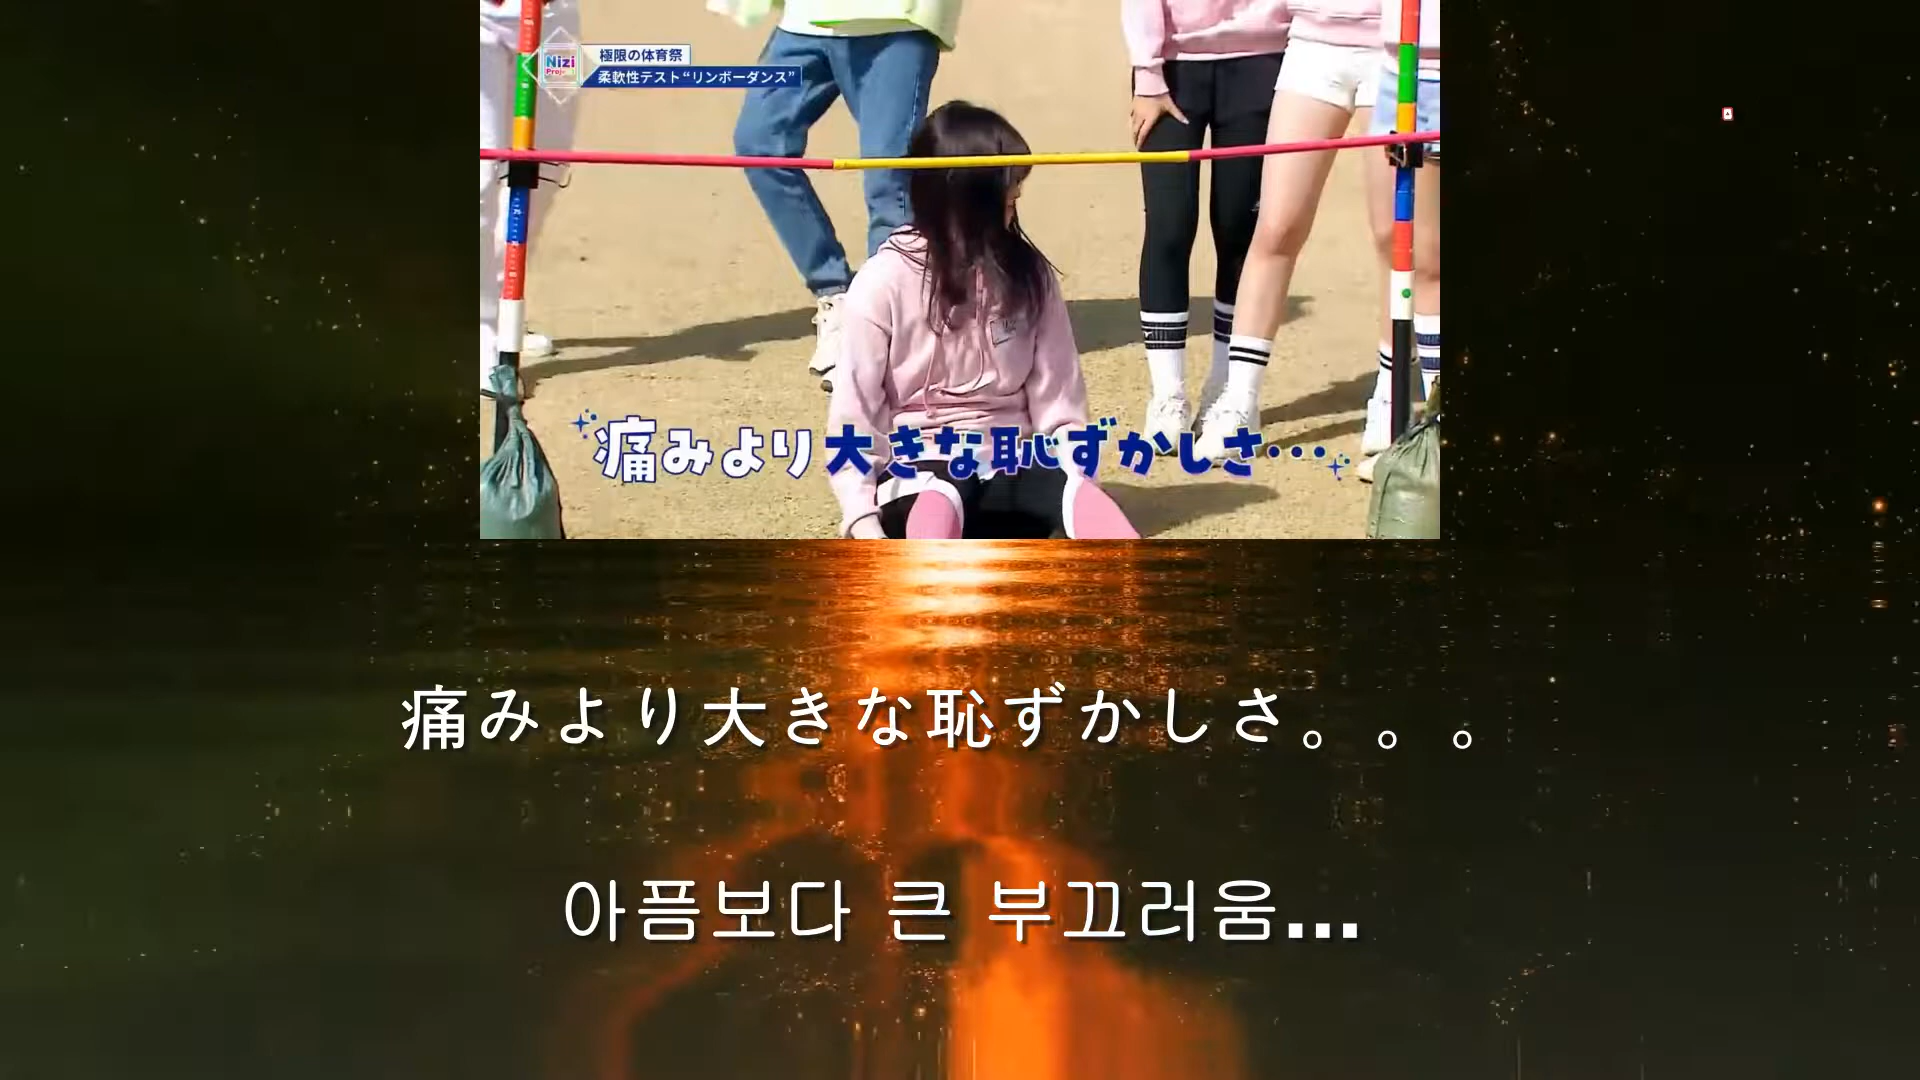 Nizi
Project
極限の体育祭
柔軟性テスト“リンボーダンス”
痛みより大きな恥ずかしさ…
痛みより大きな恥ずかしさ。。。
아픔보다 큰 부끄러움...